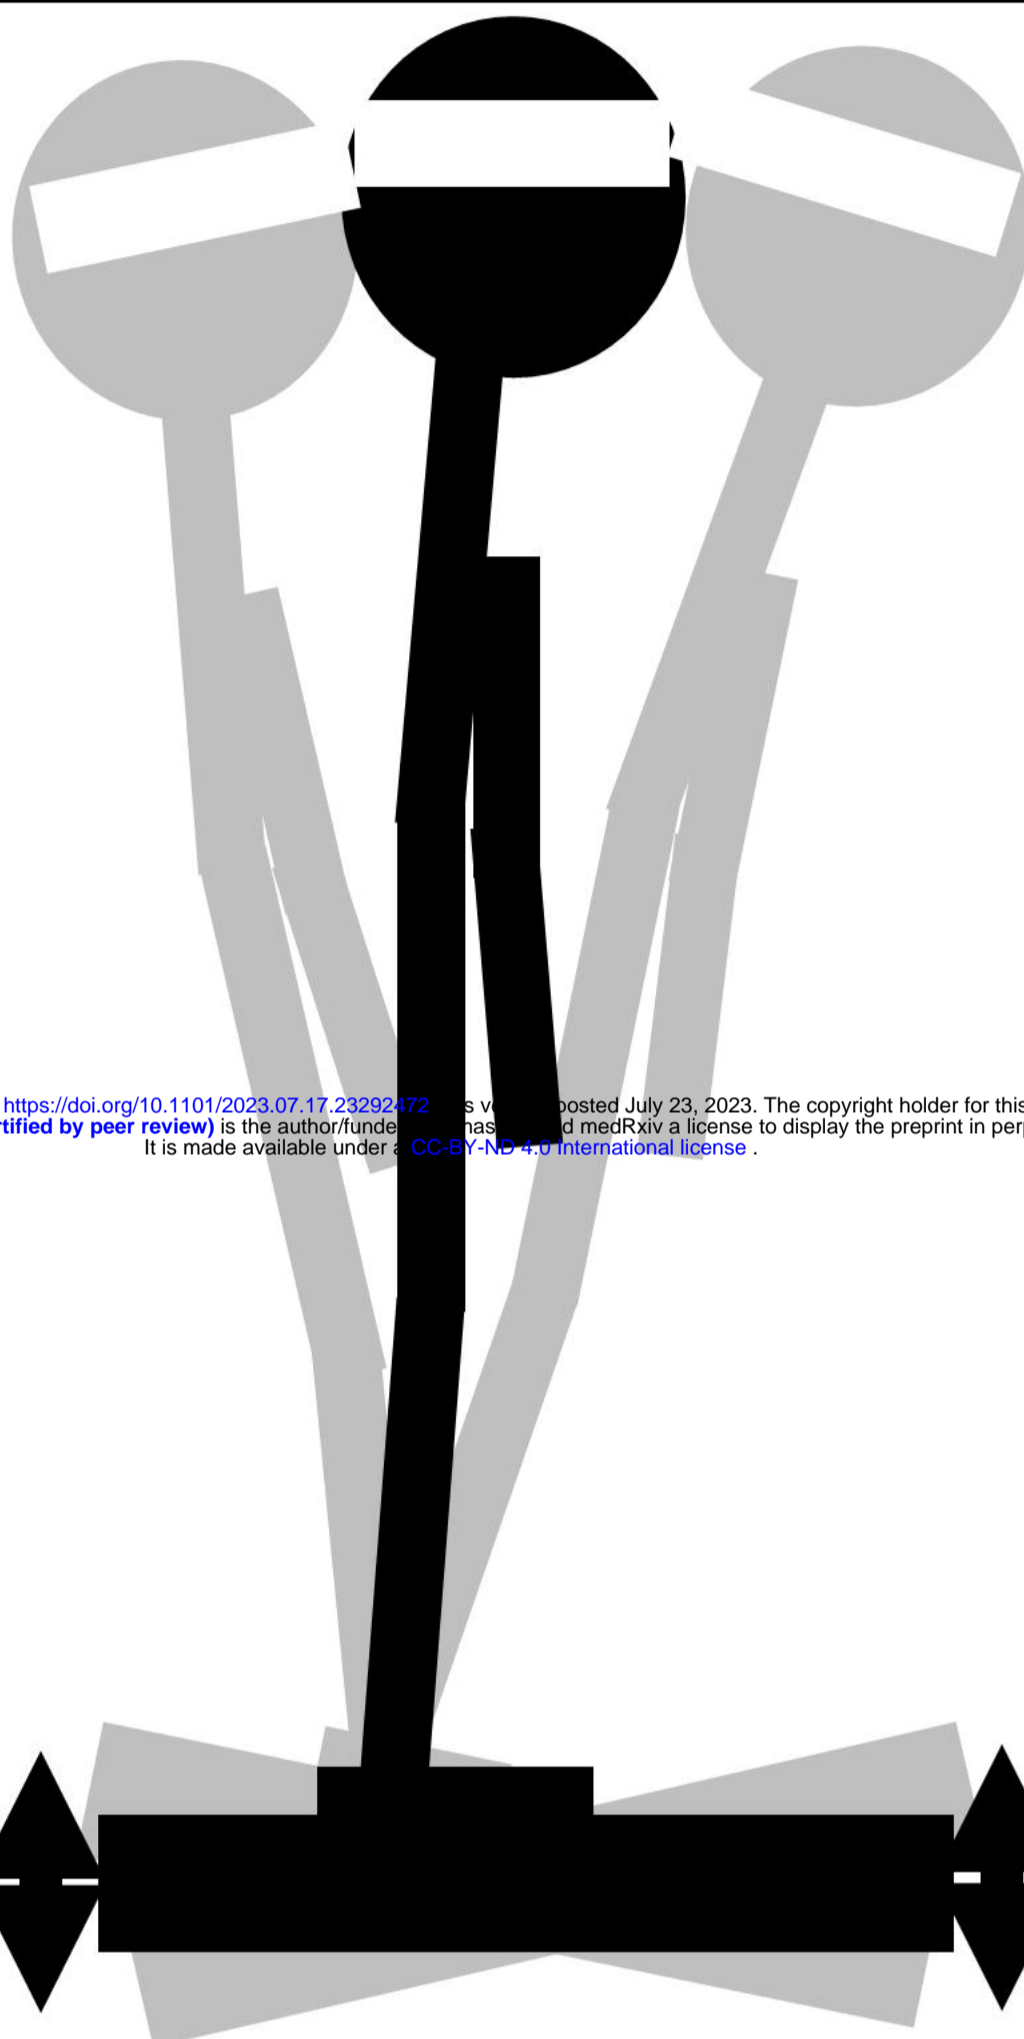 https://doi.org/10.1101/2023.07.17.23292472 posted July 23, 2023. The copyright holder for this
by peer review) is the author/funde has medRxiv a license to display the preprint in
It is made available under a CC-BY-ND 4.0 International license .